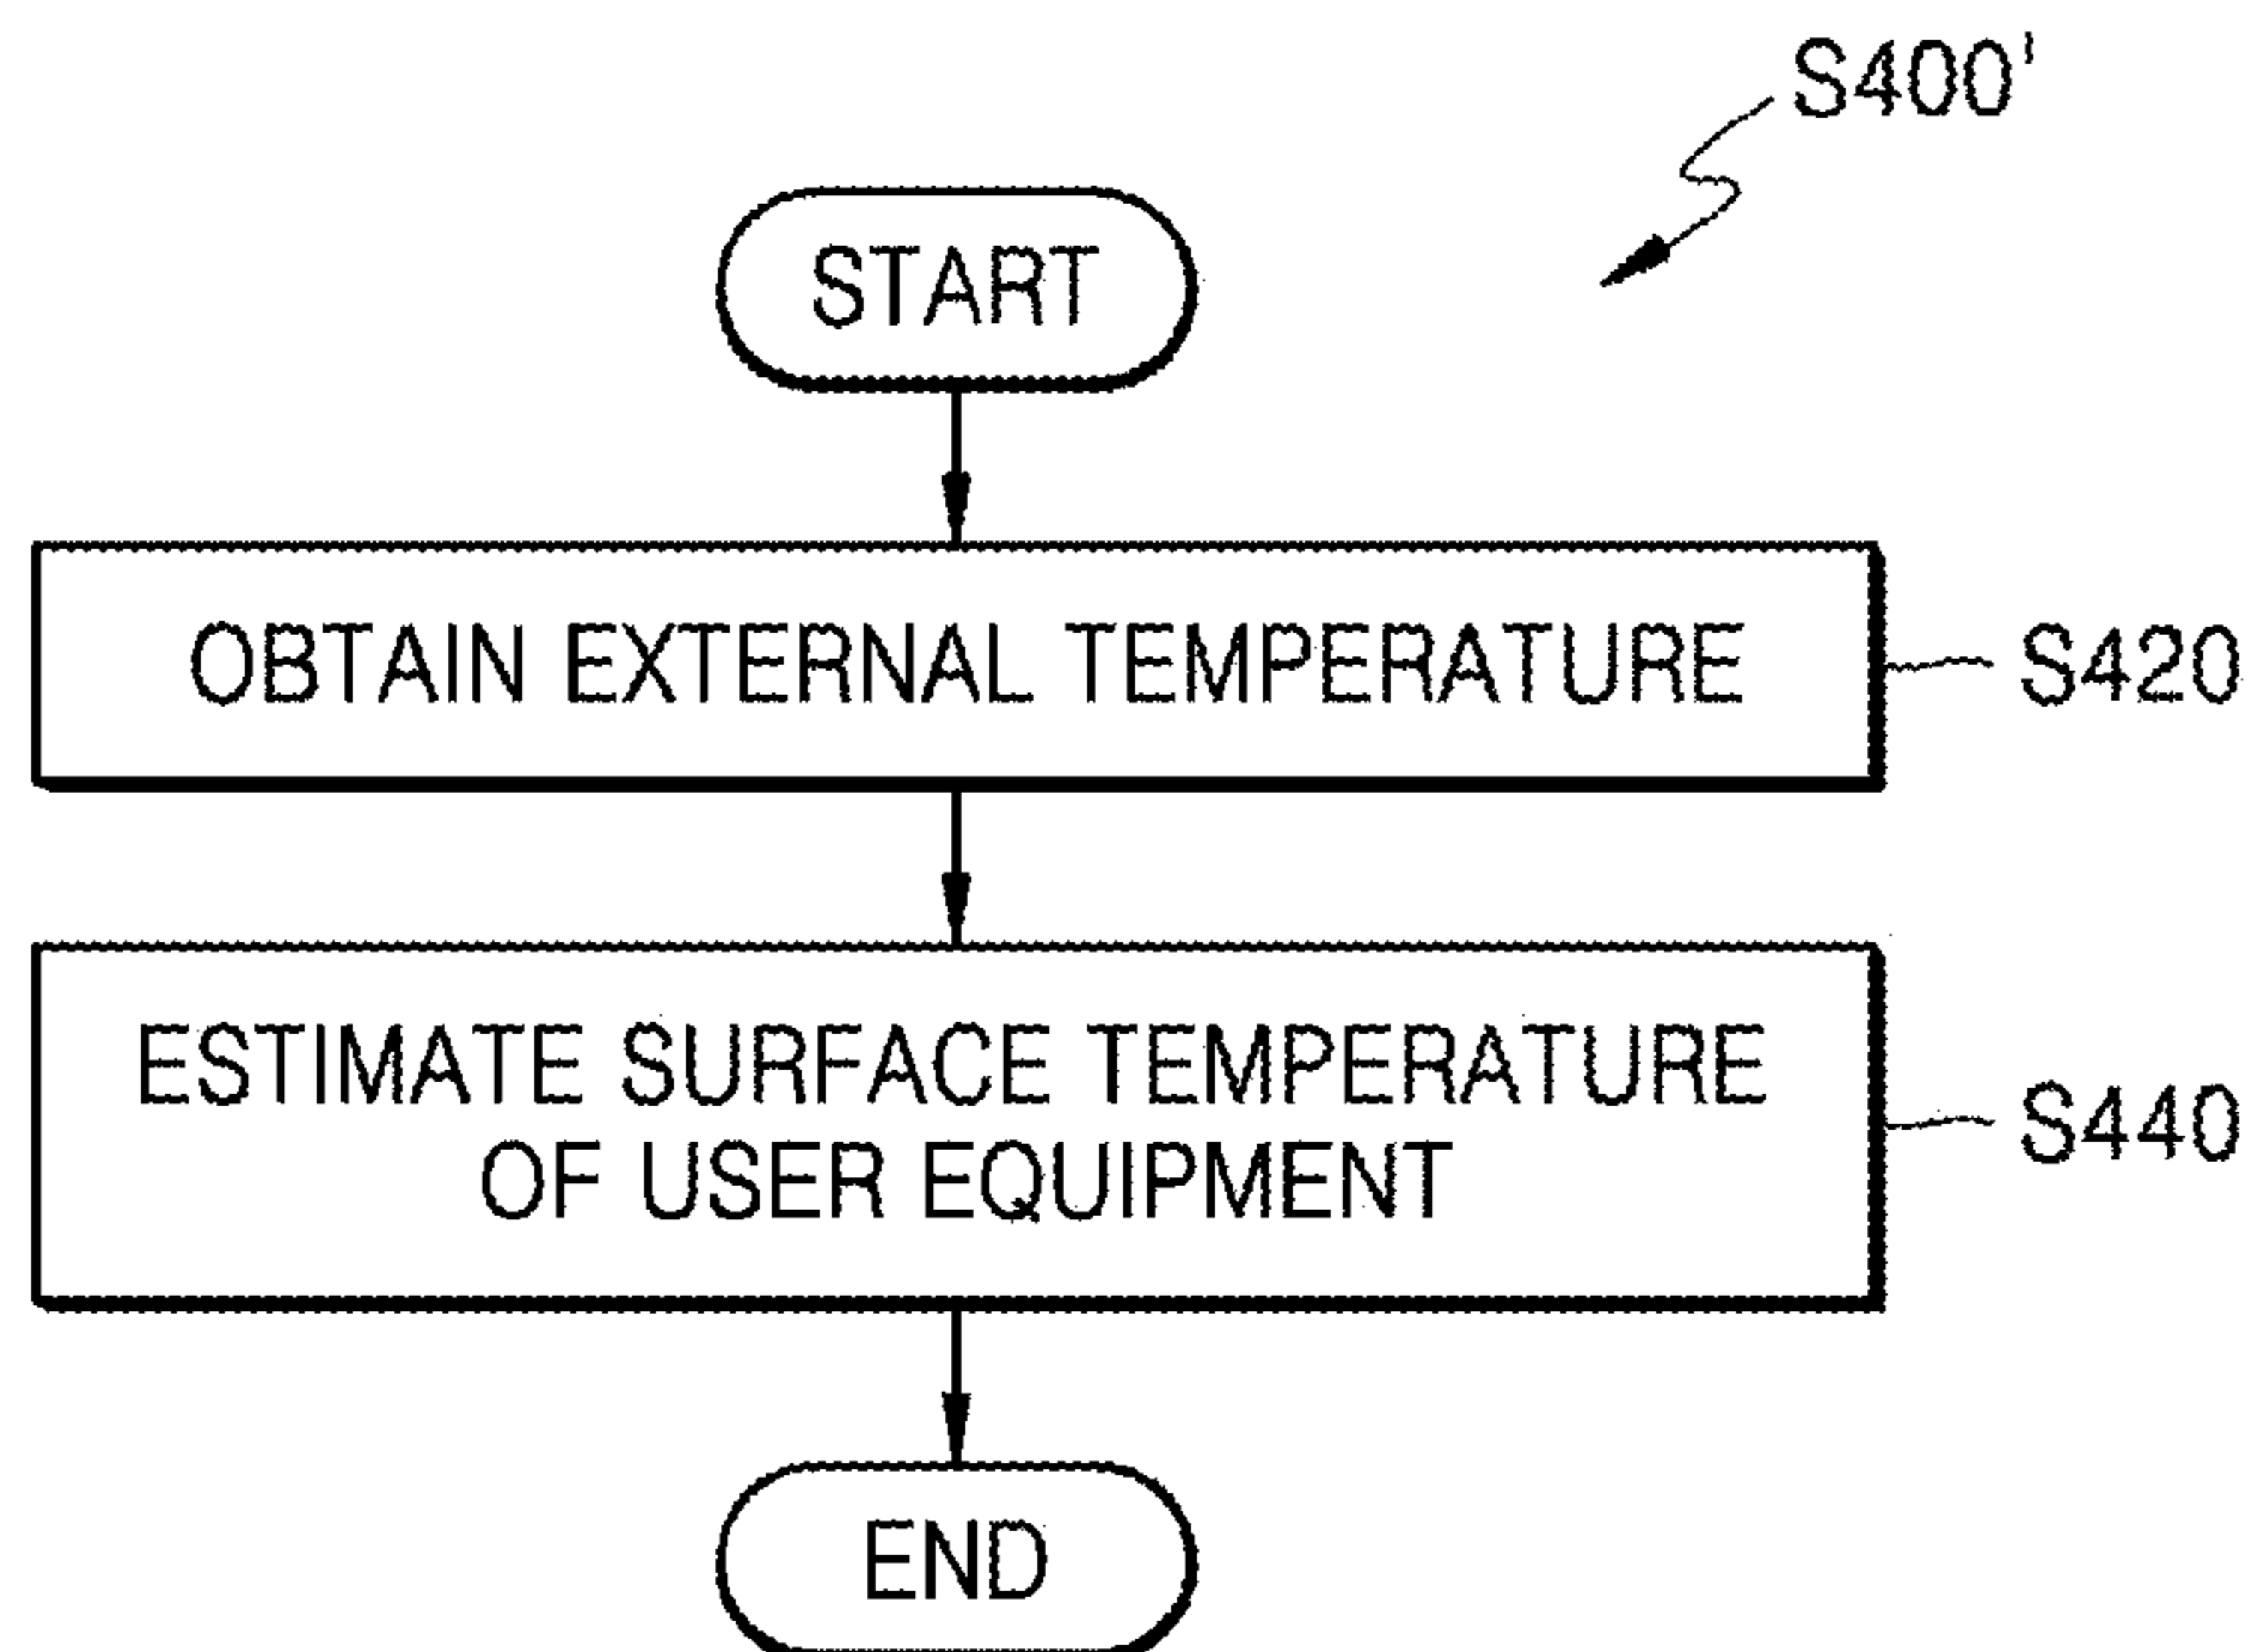 S400'
START
OBTAIN EXTERNAL TEMPERATURE
S420
ESTIMATE SURFACE TEMPERATURE
OF USER EQUIPMENT
S440
END